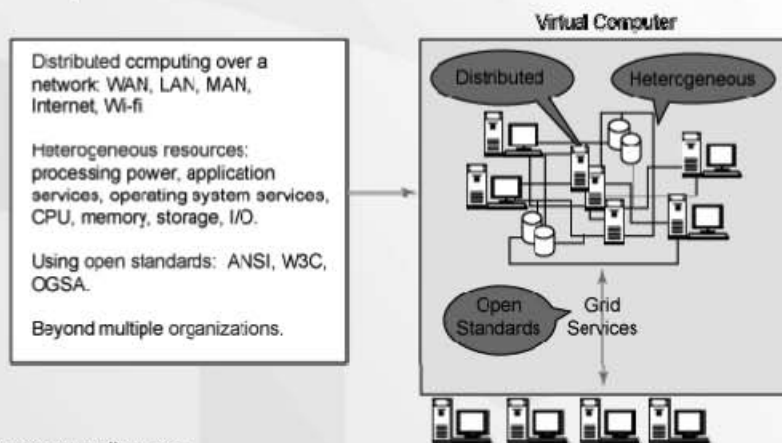 Virtual Computer
Distributed computing over a
network: WAN, LAN, MAN,
Internet, Wi-fi
Heterogeneous resources:
processing power, application
services, operating system services,
CPU, memory, storage, I/O.
Using open standards: ANSI, W3C,
OGSA.
Beyond multiple organizations.
Distributed
Heterogeneous
Open
Standards
Grid
Services